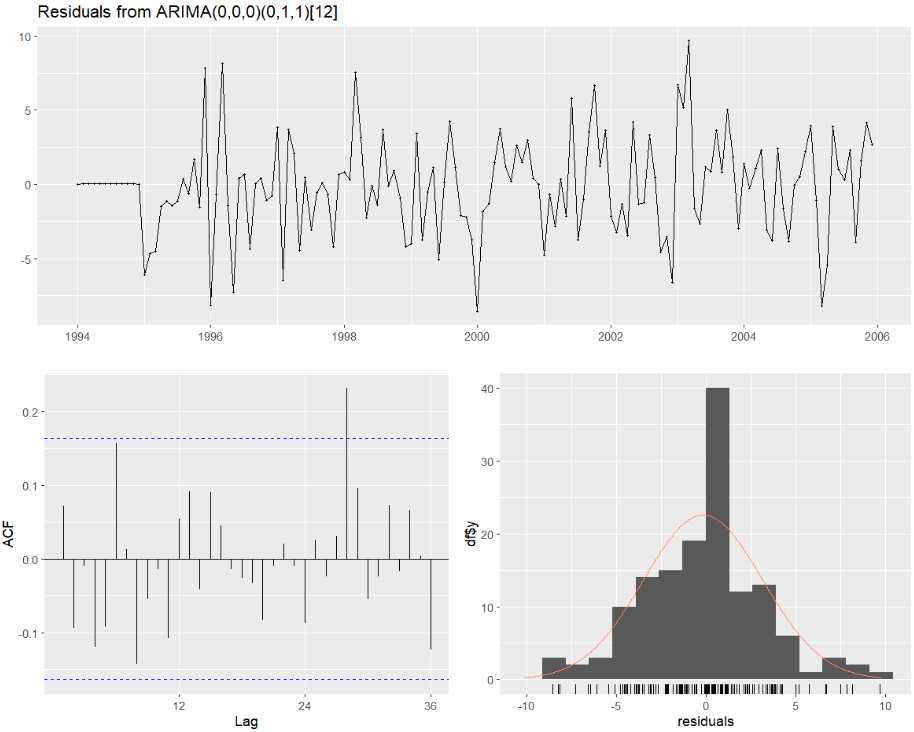 Residuals from ARIMA(0,0,0)(0,1,1)[12]
10
5
0
-5
1994 1996 1998 2000 2002 2004 2006
ACF
0.2
0.1
0.0
-0.1
12 24 36
Lag
df$y
40
30
20
10
0
-10 -5 0 5 10
residuals